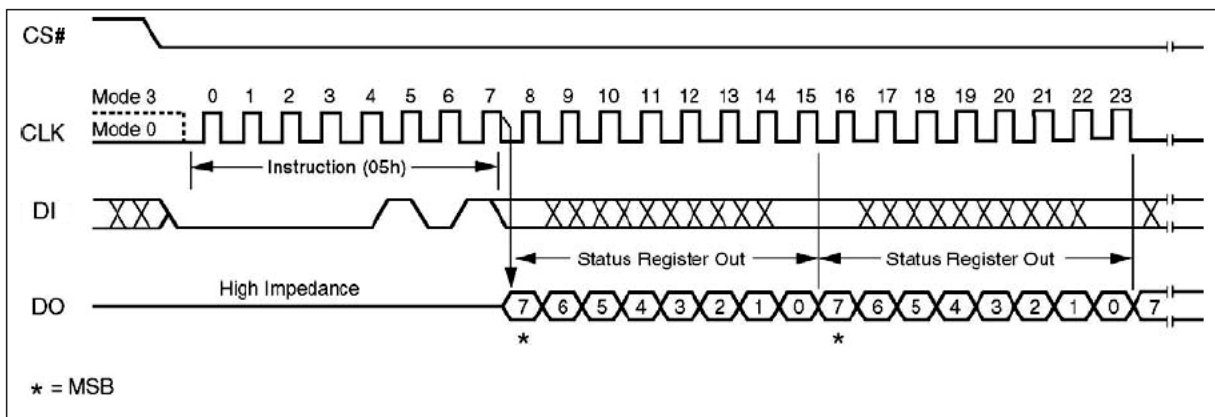 CS#
Mode 3
0 1 2 3 4 5 6 7 8 9 10 11 12 13 14 15 16 17 18 19 20 21 22 23
CLK
Mode 0
Instruction (05h)
DI
Status Register Out
Status Register Out
High Impedance
DO
7 6 5 4 3 2 1 0 7 6 5 4 3 2 1 0 7
* *
* = MSB